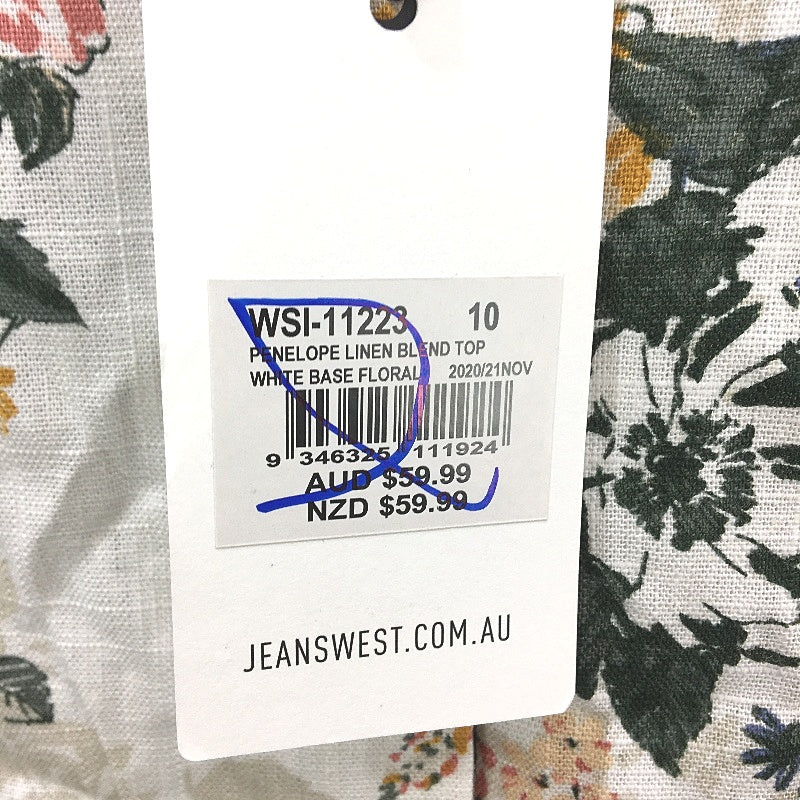 WSI-11223 10
PENELOPE LINEN BLEND TOP
WHITE BASE FLORAL 2020/21NOV
9 346325 111924
AUD $59.99
NZD $59.99
JEANSWEST.COM.AU